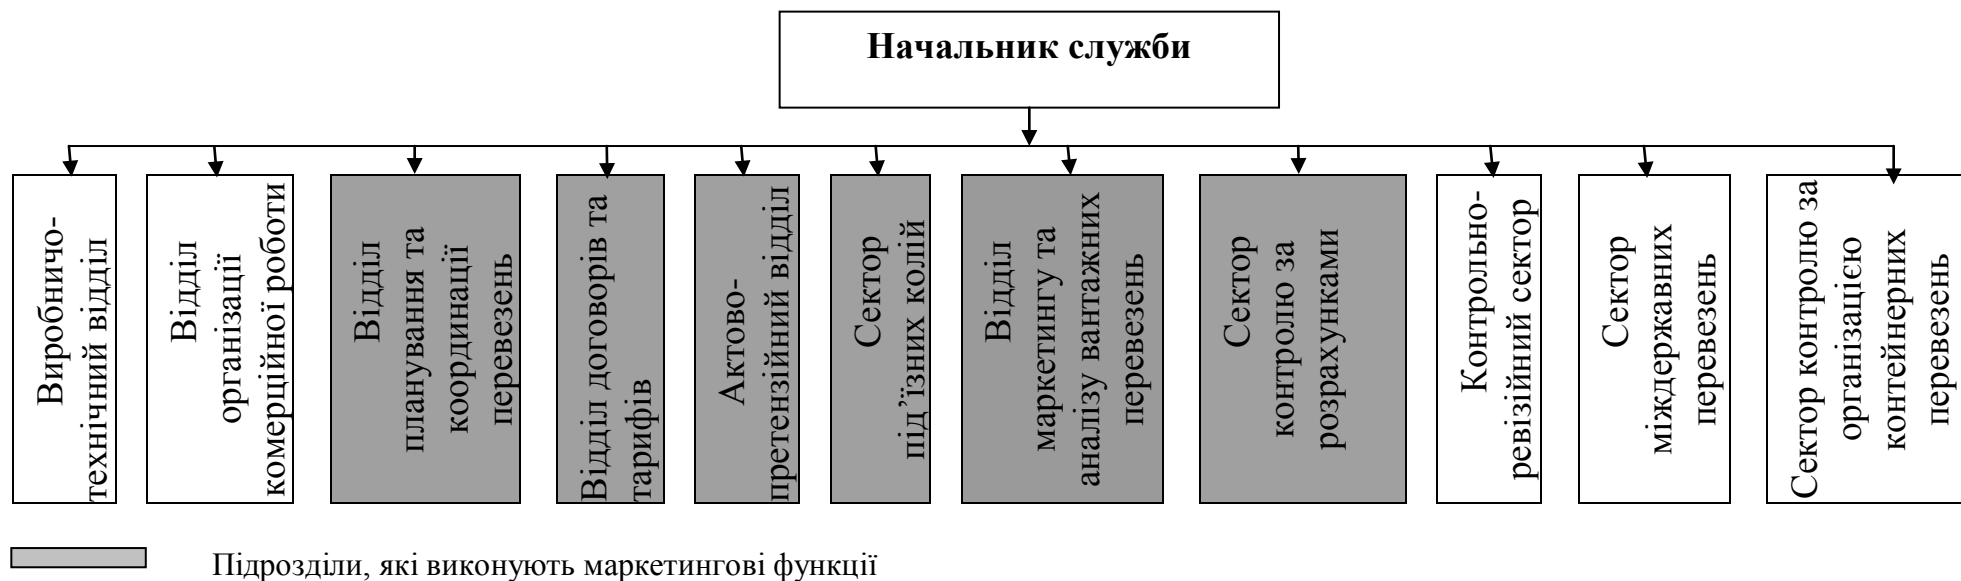 Начальник служби
Виробничо-
технічний відділ
Відділ
організації
комерційної роботи
Відділ
планування та
координації
перевезень
Відділ договорів та
тарифів
Актово-
претензійний відділ
Сектор
під’їзних колій
Відділ
маркетингу та
аналізу вантажних
перевезень
Сектор
контролю за
розрахунками
Контрольно-
ревізійний сектор
Сектор
міждержавних
перевезень
Сектор контролю за
організацією
контейнерних
перевезень
Підрозділи, які виконують маркетингові функції